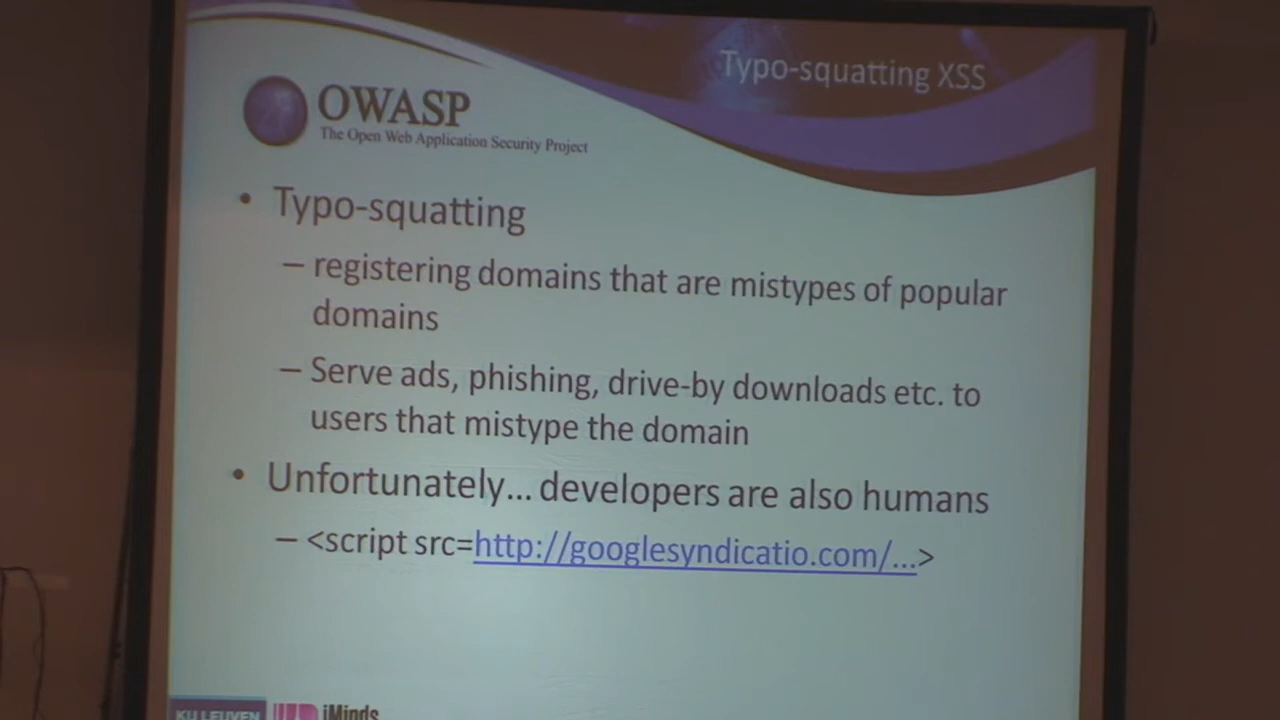 Typo-squatting XSS
OWASP
The Open Web Application Security Project
• Typo-squatting
– registering domains that are mistypes of popular
domains
– Serve ads, phishing, drive-by downloads etc. to
users that mistype the domain
• Unfortunately... developers are also humans
– <script src=http://googlesyndicatio.com/...>
KU LEUVEN
iMinds